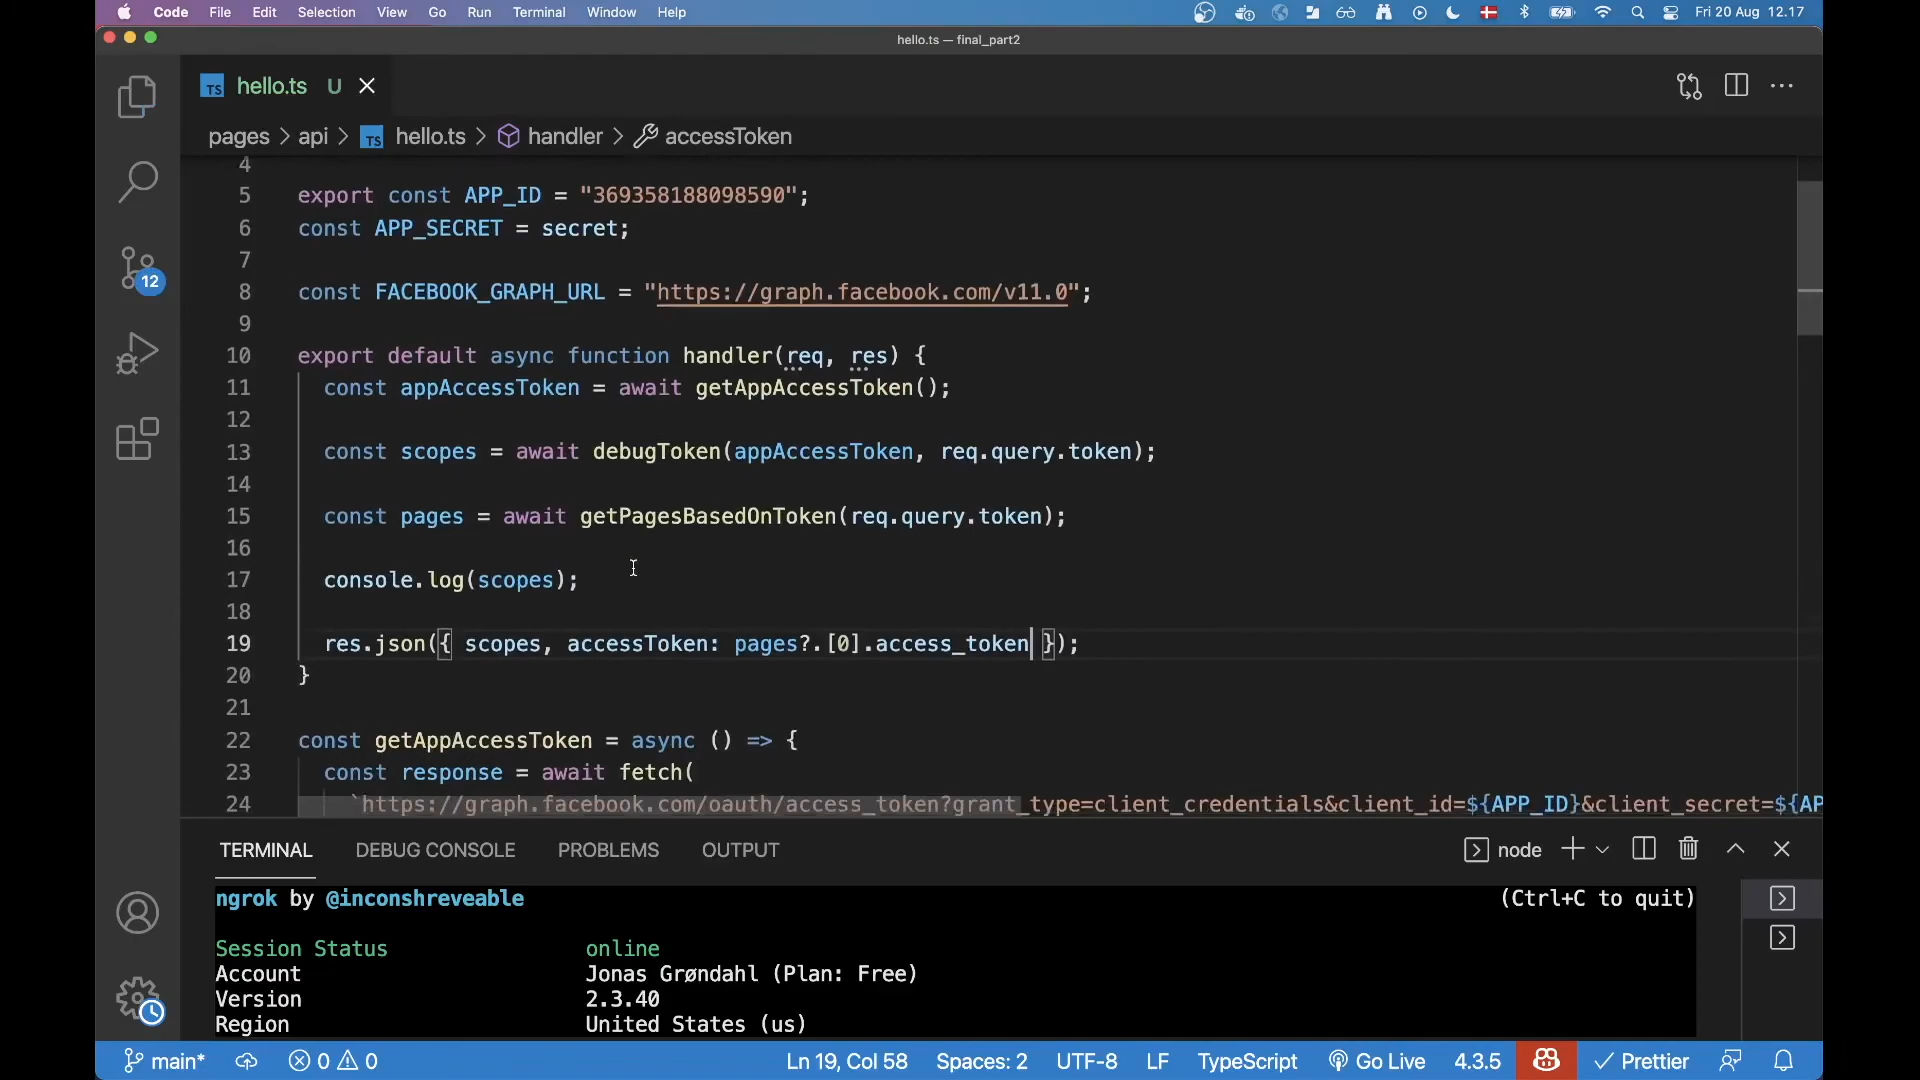 Code File Edit Selection View Go Run Terminal Window Help Fri 20 Aug 12.17
hello.ts — final_part2
TS hello.ts U
pages > api > TS hello.ts > handler > accessToken
4
5 export const APP_ID = "369358188098590";
6 const APP_SECRET = secret;
7
8 const FACEBOOK_GRAPH_URL = "https://graph.facebook.com/v11.0";
9
10 export default async function handler(req, res) {
11 const appAccessToken = await getAppAccessToken();
12
13 const scopes = await debugToken(appAccessToken, req.query.token);
14
15 const pages = await getPagesBasedOnToken(req.query.token);
16
17 console.log(scopes);
18
19 res.json({ scopes, accessToken: pages?.[0].access_token });
20 }
21
22 const getAppAccessToken = async () => {
23 const response = await fetch(
24 `https://graph.facebook.com/oauth/access_token?grant_type=client_credentials&client_id=${APP_ID}&client_secret=${AP
12
TERMINAL DEBUG CONSOLE PROBLEMS OUTPUT node
ngrok by @inconshreveable (Ctrl+C to quit)
Session Status online
Account Jonas Grøndahl (Plan: Free)
Version 2.3.40
Region United States (us)
main* 0 0 Ln 19, Col 58 Spaces: 2 UTF-8 LF TypeScript Go Live 4.3.5 Prettier